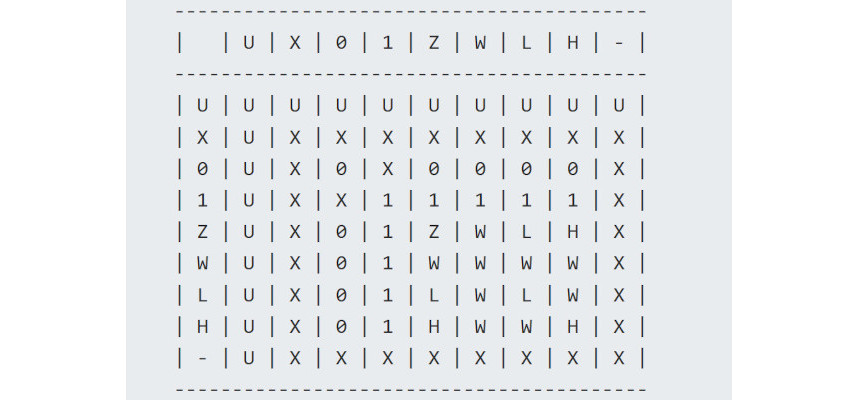 -----------------------------------------
|   | U | X | 0 | 1 | Z | W | L | H | - |
-----------------------------------------
| U | U | U | U | U | U | U | U | U | U |
| X | U | X | X | X | X | X | X | X | X |
| 0 | U | X | 0 | X | 0 | 0 | 0 | 0 | X |
| 1 | U | X | X | 1 | 1 | 1 | 1 | 1 | X |
| Z | U | X | 0 | 1 | Z | W | L | H | X |
| W | U | X | 0 | 1 | W | W | W | W | X |
| L | U | X | 0 | 1 | L | W | L | W | X |
| H | U | X | 0 | 1 | H | W | W | H | X |
| - | U | X | X | X | X | X | X | X | X |
-----------------------------------------